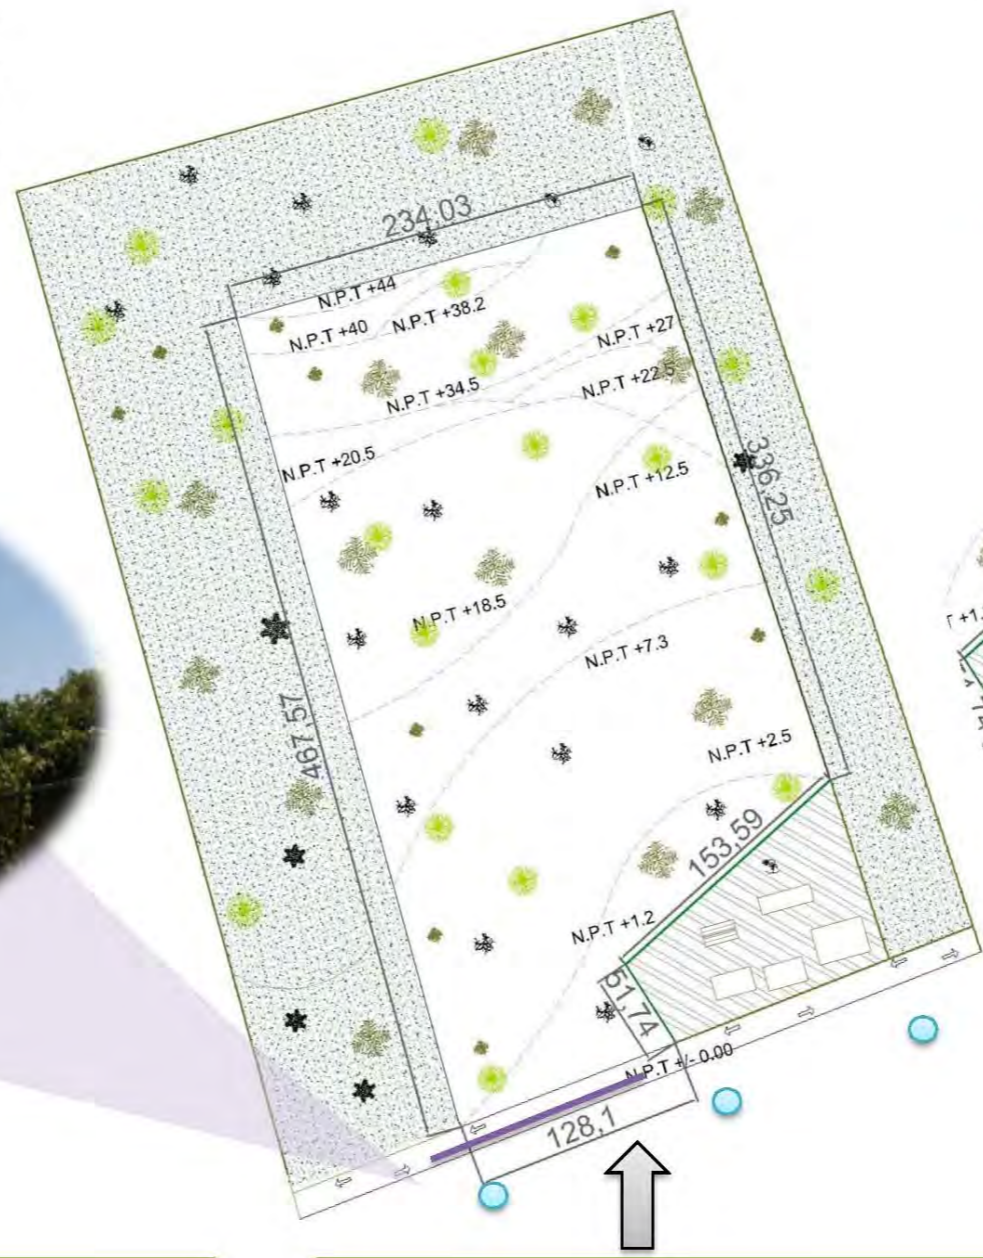 234,03
N.P.T +44
N.P.T +40
N.P.T +38.2
N.P.T +27
N.P.T +34.5
N.P.T +22.5
N.P.T +20.5
336,25
N.P.T +12.5
N.P.T +18.5
N.P.T +7.3
467,57
N.P.T +2.5
153,59
N.P.T +1.2
51,74
N.P.T +/- 0.00
128,1